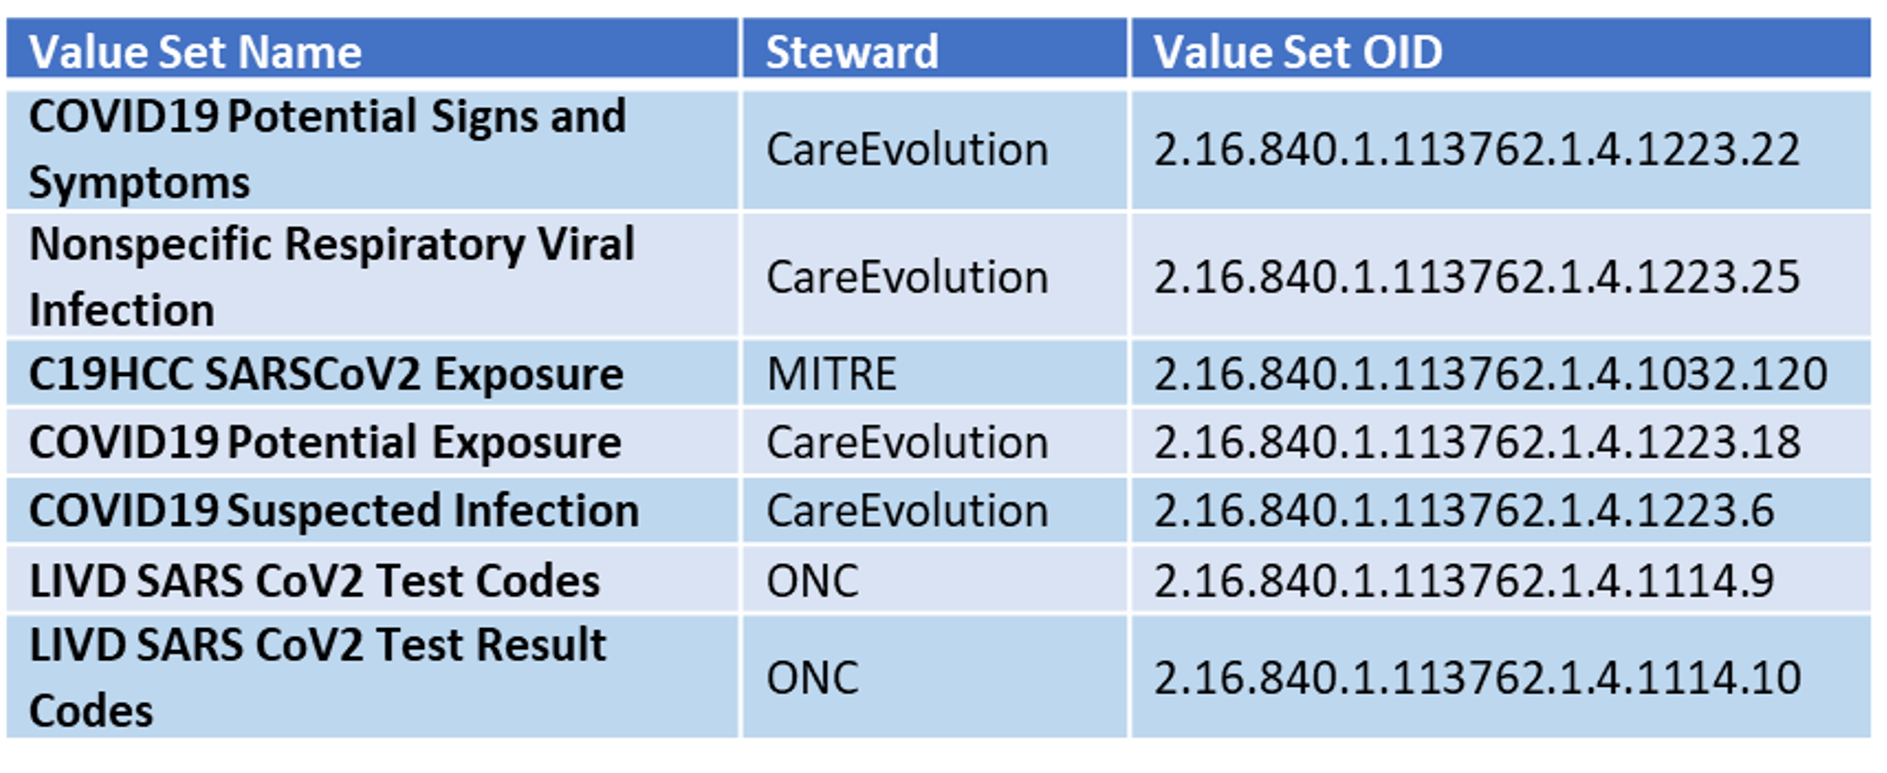 Value Set Name Steward Value Set OID
COVID19 Potential Signs and
Symptoms CareEvolution 2.16.840.1.113762.1.4.1223.22
Nonspecific Respiratory Viral
Infection CareEvolution 2.16.840.1.113762.1.4.1223.25
C19HCC SARSCoV2 Exposure MITRE 2.16.840.1.113762.1.4.1032.120
COVID19 Potential Exposure CareEvolution 2.16.840.1.113762.1.4.1223.18
COVID19 Suspected Infection CareEvolution 2.16.840.1.113762.1.4.1223.6
LIVD SARS CoV2 Test Codes ONC 2.16.840.1.113762.1.4.1114.9
LIVD SARS CoV2 Test Result
Codes ONC 2.16.840.1.113762.1.4.1114.10